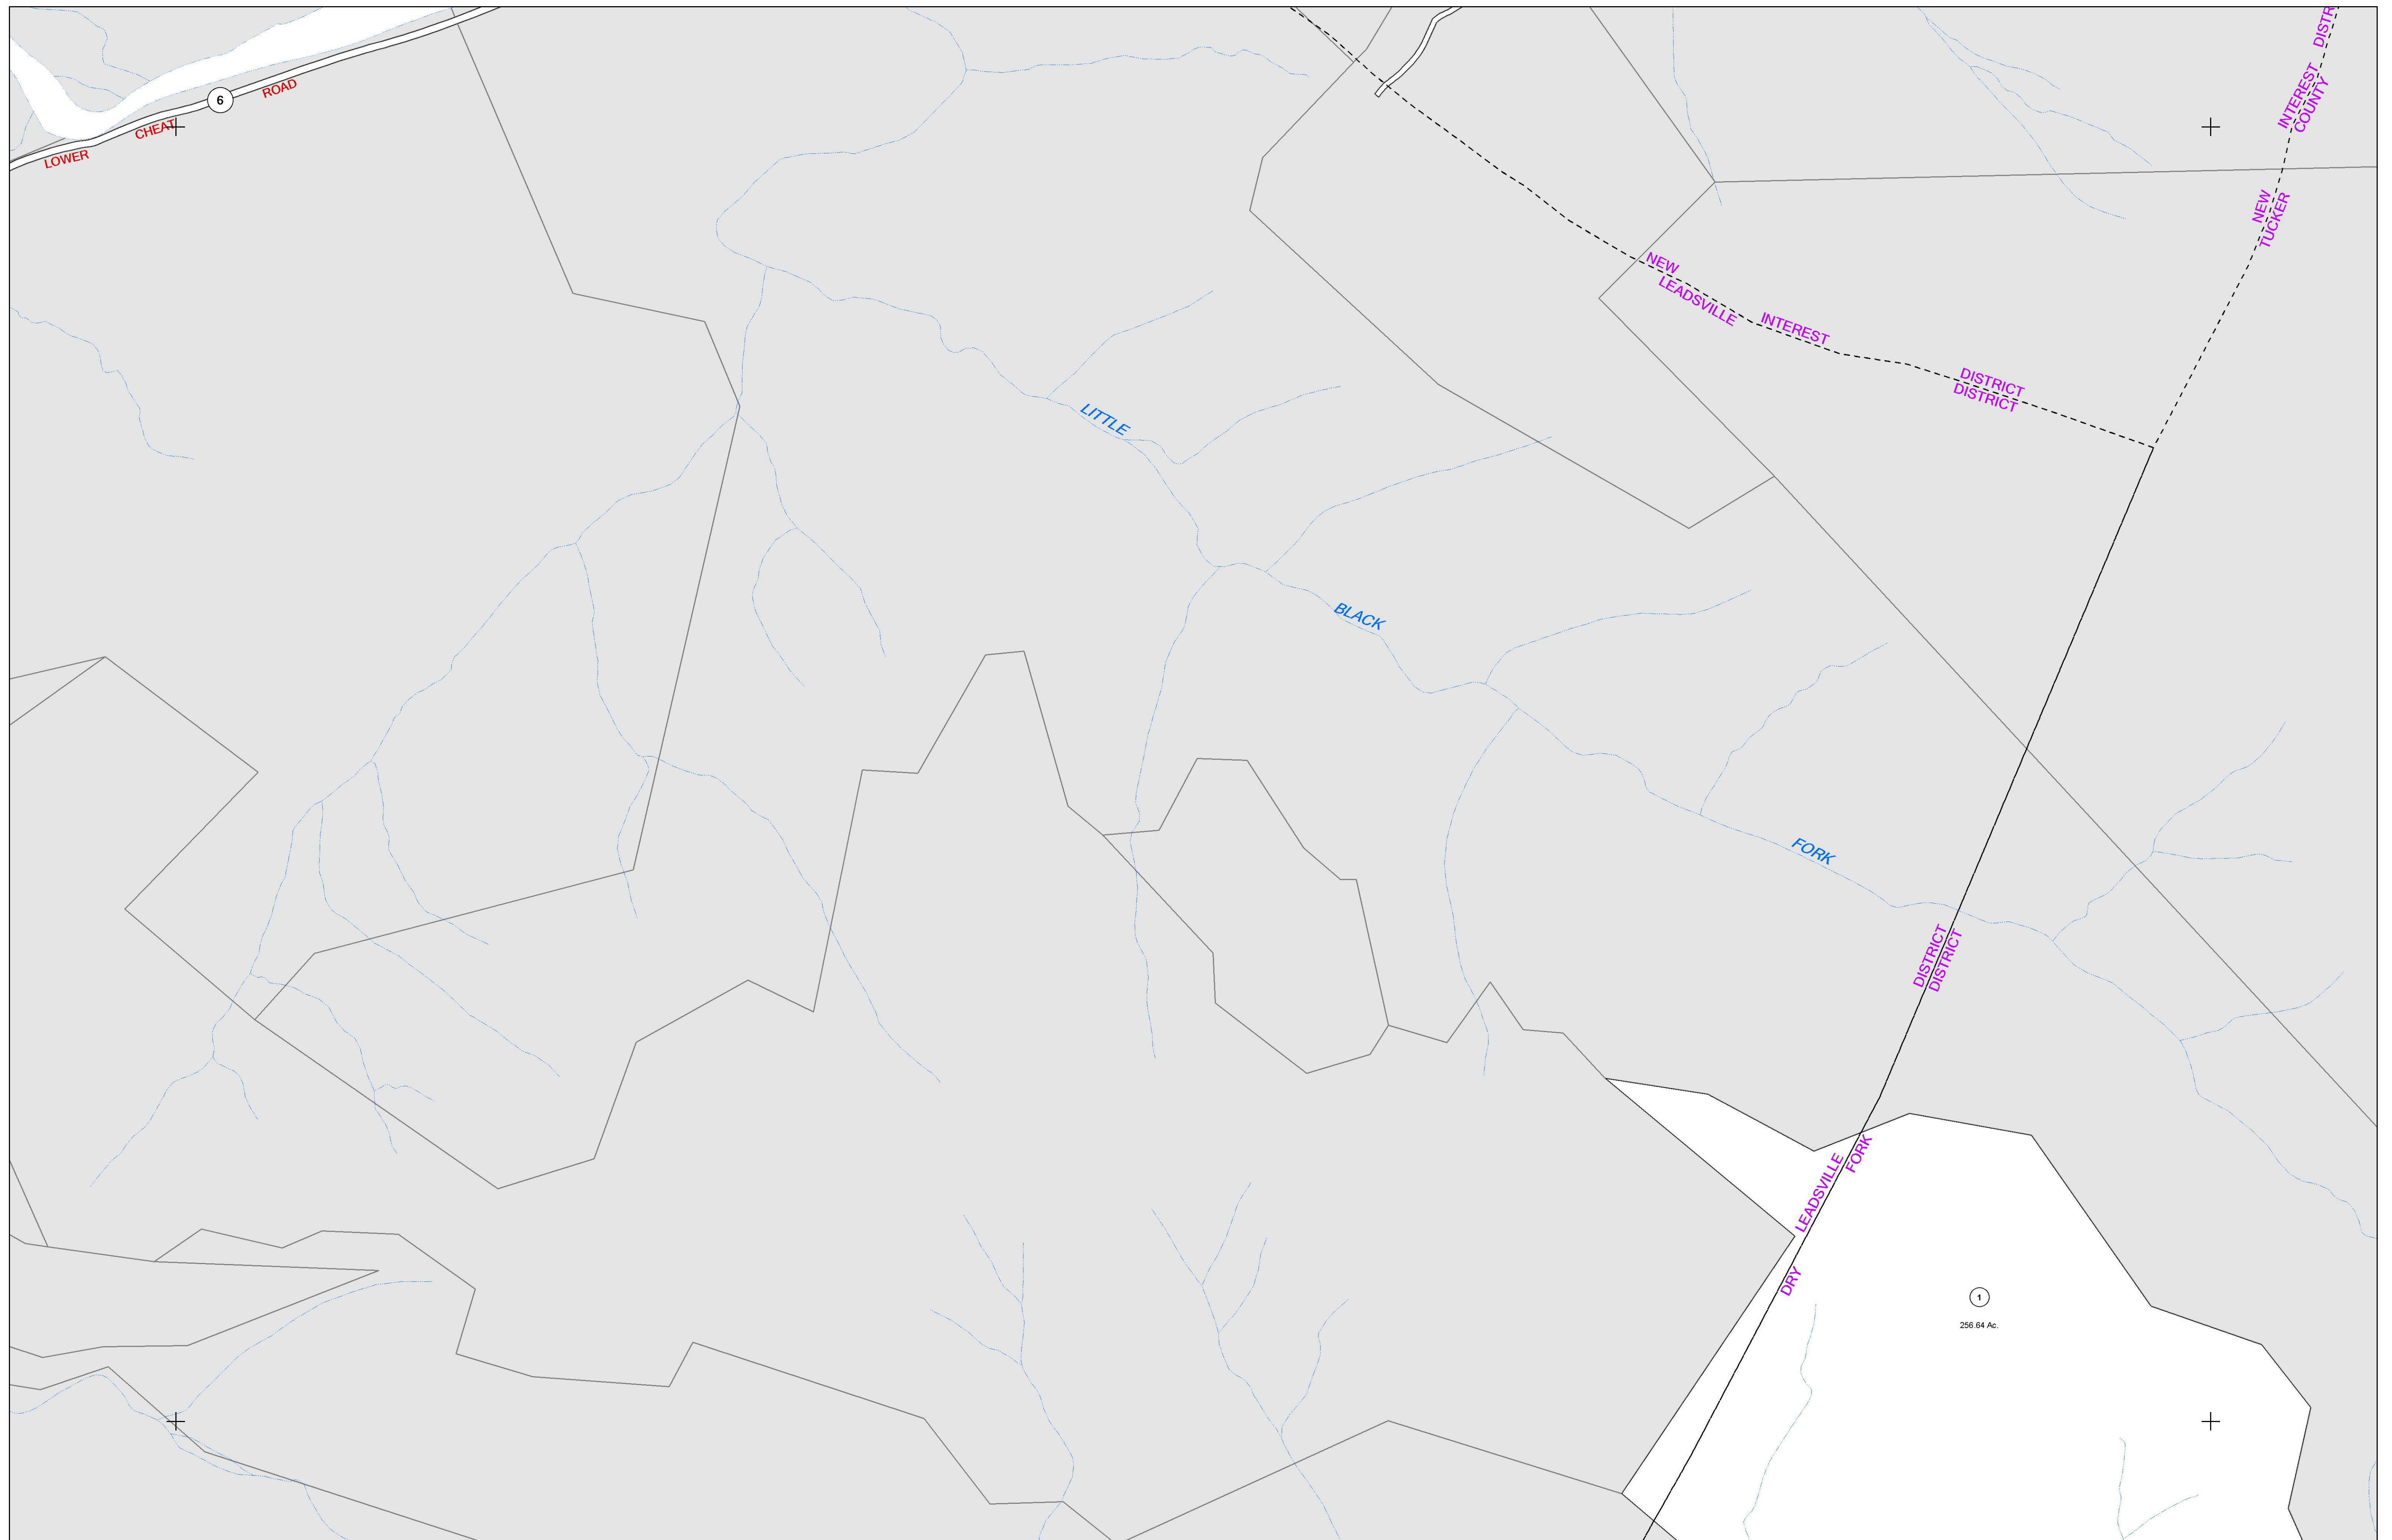 DISTR
INTEREST
COUNTY
6
ROAD
CHEAT
LOWER
NEW
TUCKER
NEW
LEADSVILLE
INTEREST
DISTRICT
DISTRICT
LITTLE
BLACK
FORK
DISTRICT
DISTRICT
LEADSVILLE
FORK
DRY
1
256.64 Ac.